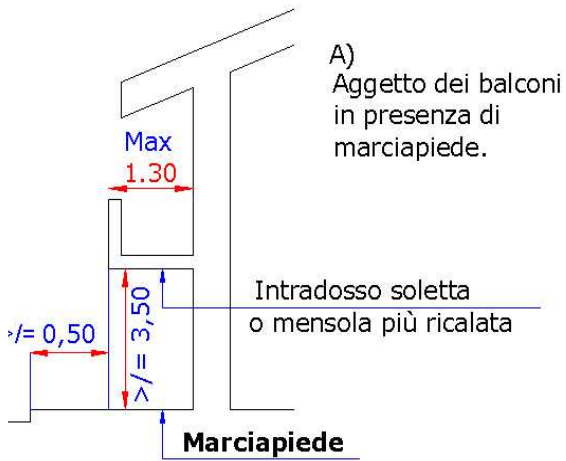 A)
Aggetto dei balconi
in presenza di
marciapiede.
Max
1.30
Intradosso soletta
o mensola più ricalata
>/= 3,50
>/= 0,50
Marciapiede